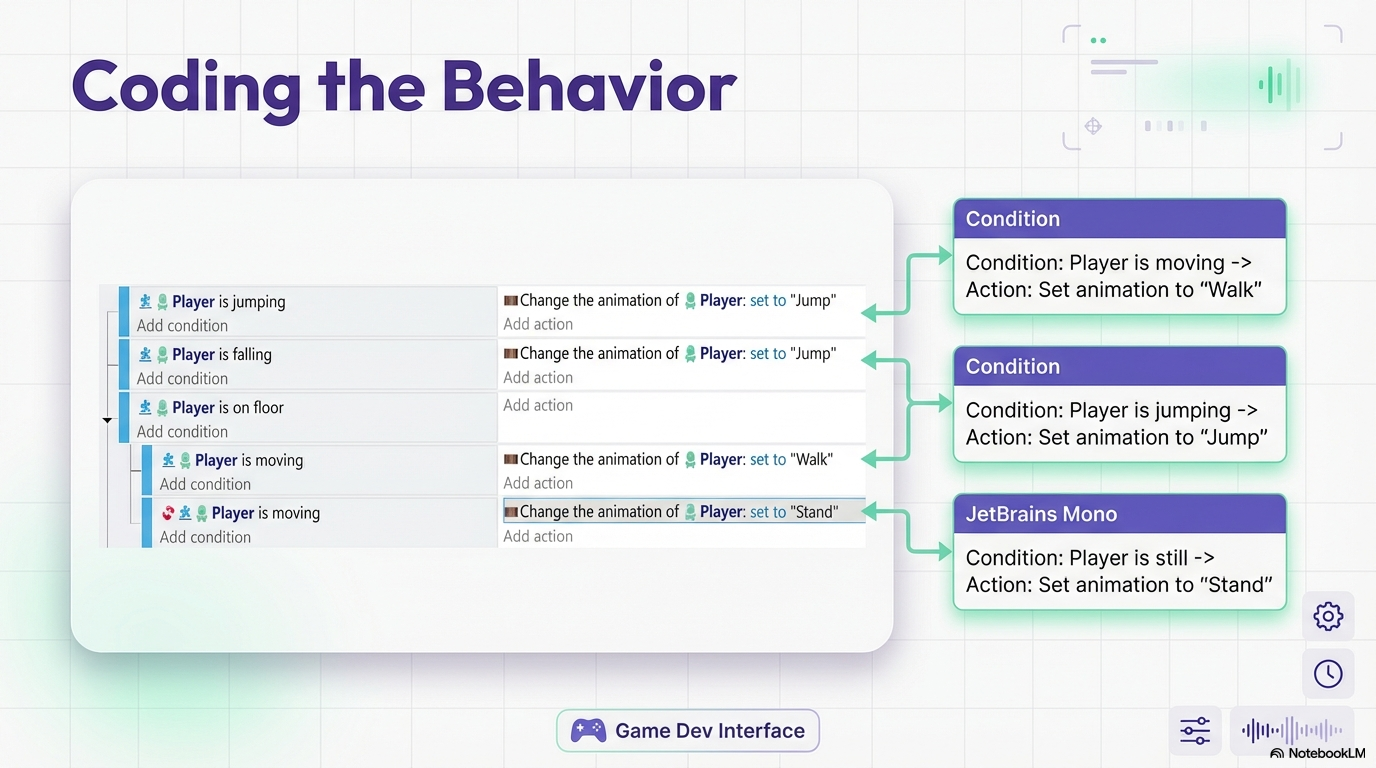 Coding the Behavior
Player is jumping
Change the animation of Player: set to "Jump"
Add condition
Add action
Player is falling
Change the animation of Player: set to "Jump"
Add condition
Add action
Player is on floor
Add action
Add condition
Player is moving
Change the animation of Player: set to "Walk"
Add condition
Add action
Player is moving
Change the animation of Player: set to "Stand"
Add condition
Add action
Condition
Condition: Player is moving ->
Action: Set animation to “Walk”
Condition
Condition: Player is jumping ->
Action: Set animation to “Jump”
JetBrains Mono
Condition: Player is still ->
Action: Set animation to “Stand”
Game Dev Interface
NotebookLM